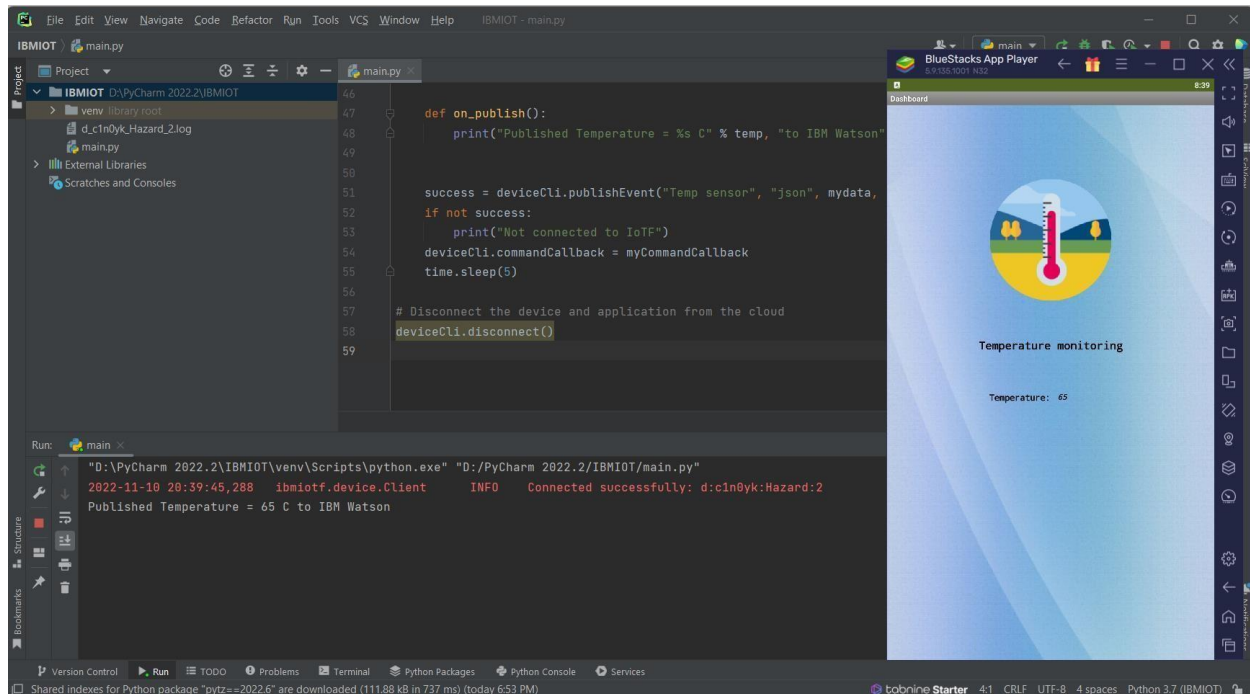 File Edit View Navigate Code Refactor Run Tools VCS Window Help IBMIOT - main.py
IBMIOT main.py
main
Project
Project
IBMIOT D:\PyCharm 2022.2\IBMIOT
venv library root
d_c1n0yk_Hazard_2.log
main.py
External Libraries
Scratches and Consoles
main.py
46
47 def on_publish():
48 print("Published Temperature = %s C" % temp, "to IBM Watson"
49
50
51 success = deviceCli.publishEvent("Temp sensor", "json", mydata,
52 if not success:
53 print("Not connected to IoTF")
54 deviceCli.commandCallback = myCommandCallback
55 time.sleep(5)
56
57 # Disconnect the device and application from the cloud
58 deviceCli.disconnect()
59
BlueStacks App Player
5.9.135.1001 N32
8:39
Dashboard
Temperature monitoring
Temperature: 65
Run: main
"D:\PyCharm 2022.2\IBMIOT\venv\Scripts\python.exe" "D:/PyCharm 2022.2/IBMIOT/main.py"
2022-11-10 20:39:45,288 ibmiotf.device.Client INFO Connected successfully: d:c1n0yk:Hazard:2
Published Temperature = 65 C to IBM Watson
Structure
Bookmarks
Version Control Run TODO Problems Terminal Python Packages Python Console Services
Shared indexes for Python package "pytz==2022.6" are downloaded (111.88 kB in 737 ms) (today 6:53 PM)
tabnine Starter 4:1 CRLF UTF-8 4 spaces Python 3.7 (IBMIOT)